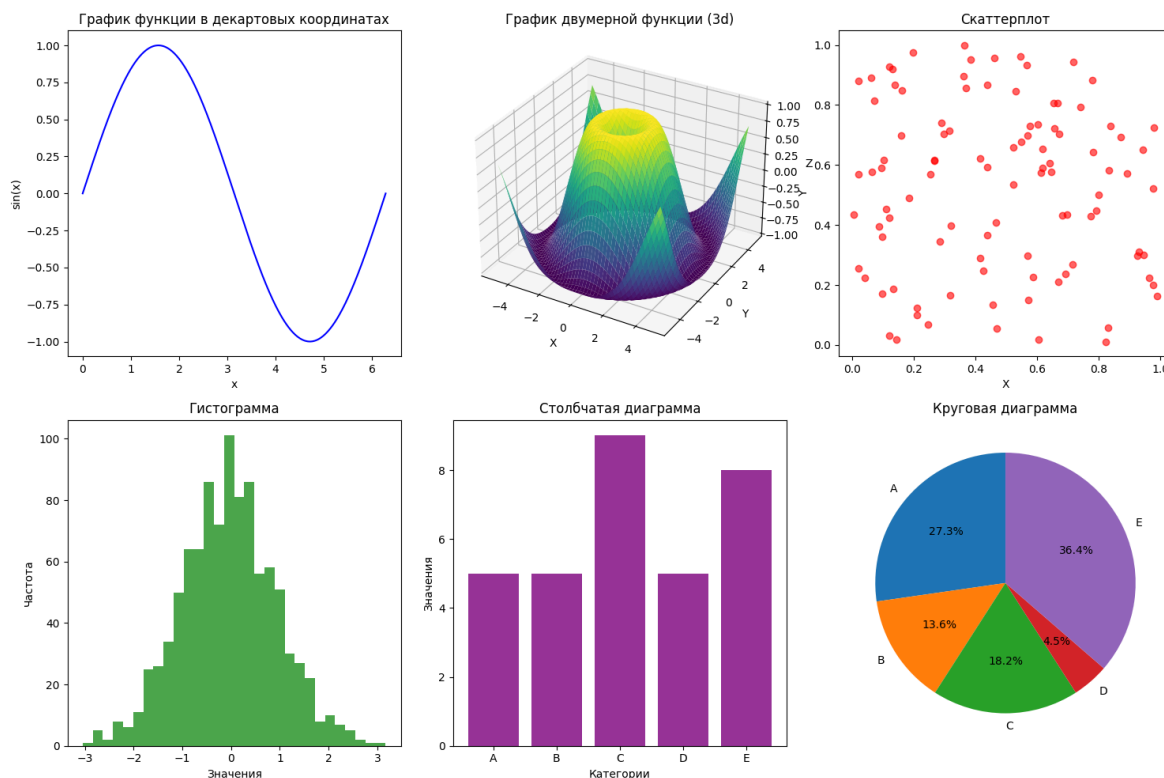 График функции в декартовых координатах
1.00
0.75
0.50
0.25
0.00
−0.25
−0.50
−0.75
−1.00
sin(x)
0 1 2 3 4 5 6
x
График двумерной функции (3d)
1.00
0.75
0.50
0.25
0.00
−0.25
−0.50
−0.75
−1.00
Z
−4 −2 0 2 4
X
−4 −2 0 2 4
Y
Скаттерплот
1.0
0.8
0.6
0.4
0.2
0.0
Y
0.0 0.2 0.4 0.6 0.8 1.0
X
Гистограмма
100
80
60
40
20
0
Частота
−3 −2 −1 0 1 2 3
Значения
Столбчатая диаграмма
8
6
4
2
0
Значения
A B C D E
Категории
Круговая диаграмма
A
27.3%
B
13.6%
C
18.2%
D
4.5%
E
36.4%